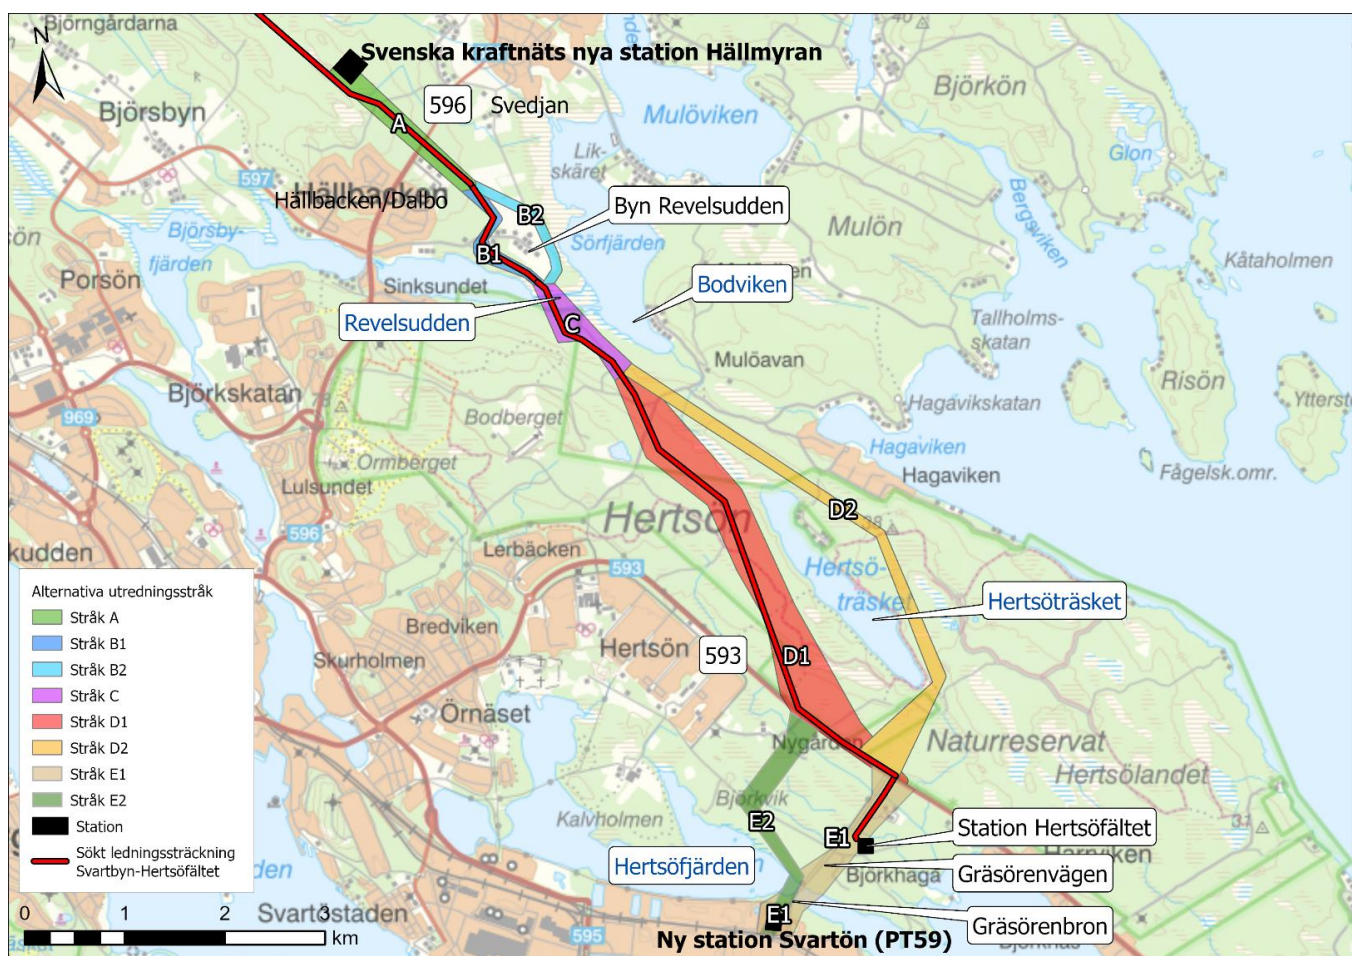 Björngårdarna
N
Svenska kraftnäts nya station Hällmyran
Björkön
Björsbyn
596
Svedjan
Mulöviken
Lik-
skäret
Glon
A
597
Hällbacken
Hällbacken/Dalbo
B2
Byn Revelsudden
Bergsviken
Björsby-
fjärden
Sörfjärden
Mulön
Porsön
B1
Kåtaholmen
Sinksundet
Bodviken
Revelsudden
C
Tallholms-
skatan
Mulöavan
Risön
Björkskatan
Hagavikskatan
969
Bodberget
Hagaviken
Hagaviken
Fågelsk.omr.
Ormberget
Lulsundet
D2
Hertsön
596
Lerbäcken
593
Hertsö-
träsket
Hertsöträsket
Bredviken
Hertsön
593
D1
Skurholmen
Örnäset
Nygården
Naturreservat
Hertsölandet
Björkvik
Kalvholmen
E2
E1
31
Station Hertsöfältet
Hertsöfjärden
Björkhaga
Gräsörenvägen
Svartöstaden
E1
Gräsörenbron
595
Ny station Svartön (PT59)
Alternativa utredningsstråk
Stråk A
Stråk B1
Stråk B2
Stråk C
Stråk D1
Stråk D2
Stråk E1
Stråk E2
Station
Sökt ledningssträckning
Svartbyn-Hertsöfältet
0 1 2 3
km